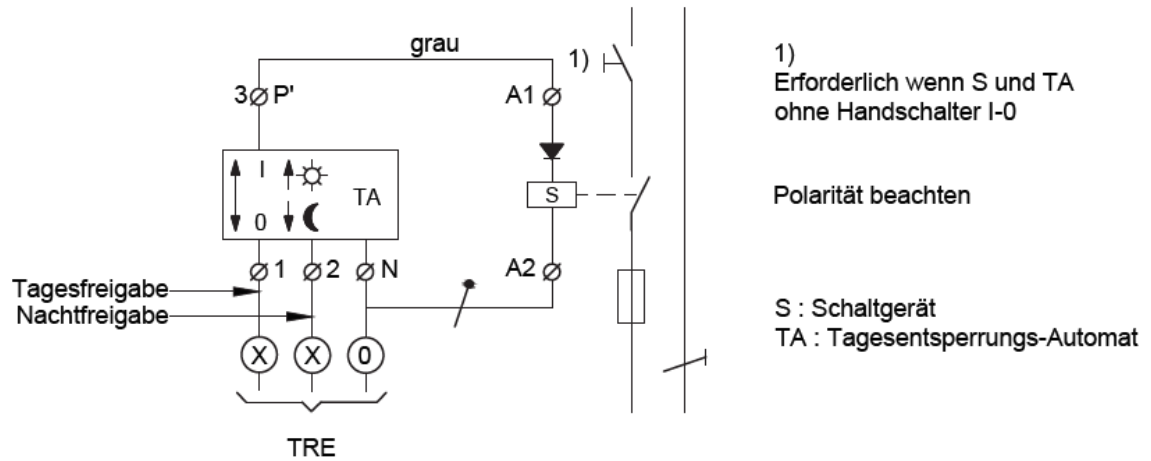 grau
1)
3 P'
A1
I
0
TA
S
1
2
N
A2
Tagesfreigabe
Nachtfreigabe
X
X
0
TRE
1)
Erforderlich wenn S und TA
ohne Handschalter I-0
Polarität beachten
S : Schaltgerät
TA : Tagesentsperrungs-Automat